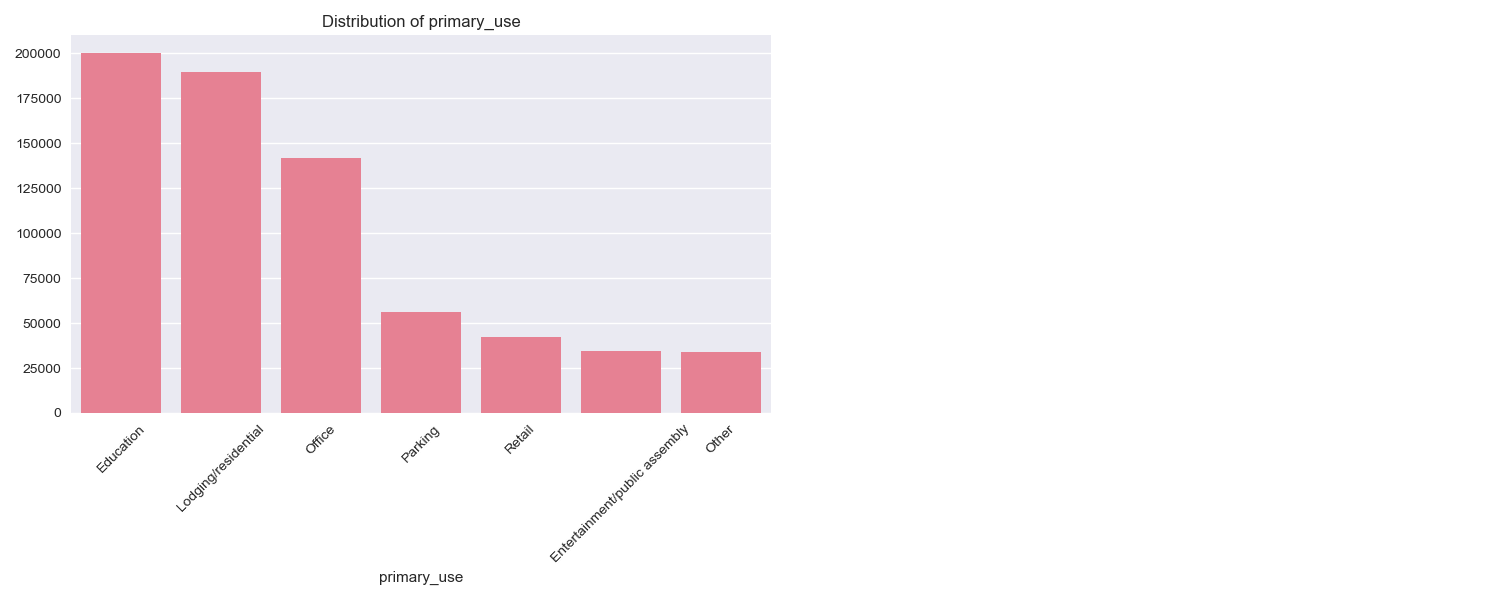 Distribution of primary_use
200000
175000
150000
125000
100000
75000
50000
25000
0
Education
Lodging/residential
Office
Parking
Retail
Entertainment/public assembly
Other
primary_use